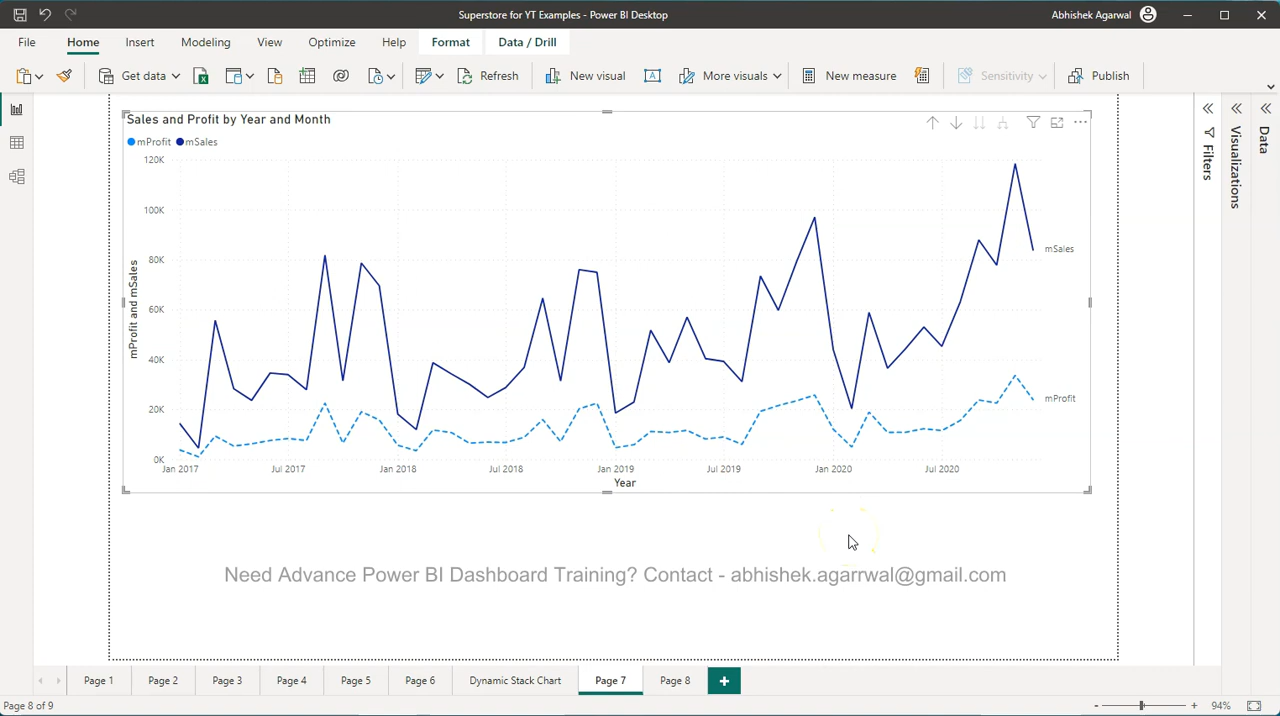 Superstore for YT Examples - Power BI Desktop
Abhishek Agarwal
File Home Insert Modeling View Optimize Help Format Data / Drill
Get data Refresh New visual More visuals New measure Sensitivity Publish
Sales and Profit by Year and Month
mProfit mSales
120K
100K
80K
60K
40K
20K
0K
mProfit and mSales
mSales
mProfit
Jan 2017 Jul 2017 Jan 2018 Jul 2018 Jan 2019 Jul 2019 Jan 2020 Jul 2020
Year
Filters
Visualizations
Data
Need Advance Power BI Dashboard Training? Contact - abhishek.agarrwal@gmail.com
Page 1 Page 2 Page 3 Page 4 Page 5 Page 6 Dynamic Stack Chart Page 7 Page 8
Page 8 of 9
94%